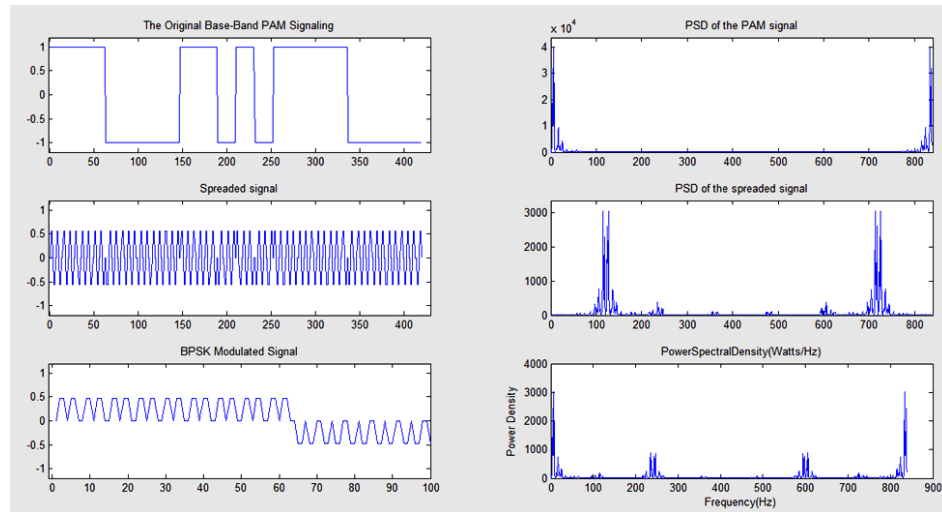 The Original Base-Band PAM Signaling
1
0.5
0
-0.5
-1
0 50 100 150 200 250 300 350 400
PSD of the PAM signal
x 10^4
4
3
2
1
0
0 100 200 300 400 500 600 700 800
Spreaded signal
1
0.5
0
-0.5
-1
0 50 100 150 200 250 300 350 400
PSD of the spreaded signal
3000
2000
1000
0
0 100 200 300 400 500 600 700 800
BPSK Modulated Signal
1
0.5
0
-0.5
-1
0 10 20 30 40 50 60 70 80 90 100
PowerSpectralDensity(Watts/Hz)
Power Density
4000
3000
2000
1000
0
0 100 200 300 400 500 600 700 800 900
Frequency(Hz)